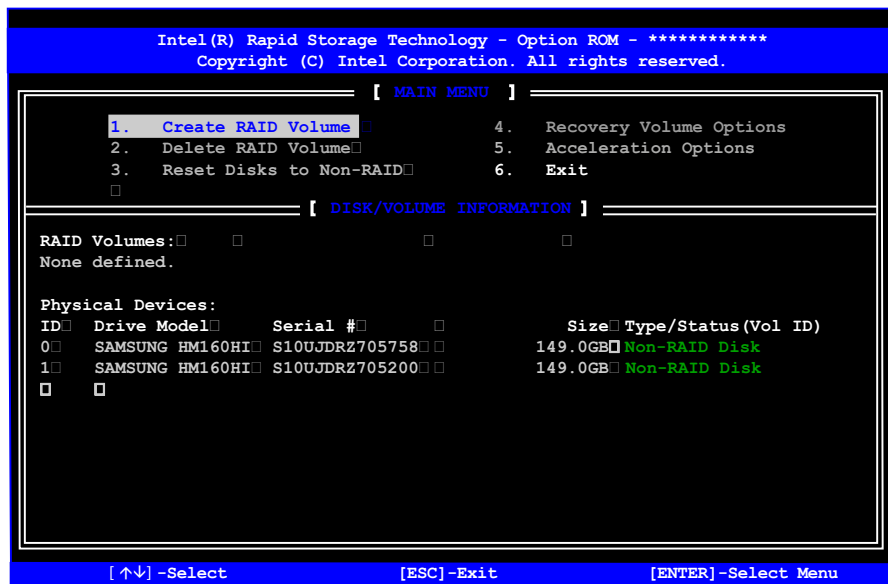 Intel(R) Rapid Storage Technology - Option ROM - ************
Copyright (C) Intel Corporation. All rights reserved.
[ MAIN MENU ]
1. Create RAID Volume 4. Recovery Volume Options
2. Delete RAID Volume 5. Acceleration Options
3. Reset Disks to Non-RAID 6. Exit
[ DISK/VOLUME INFORMATION ]
RAID Volumes:
None defined.
Physical Devices:
ID Drive Model Serial # Size Type/Status(Vol ID)
0 SAMSUNG HM160HI S10UJDRZ705758 149.0GB Non-RAID Disk
1 SAMSUNG HM160HI S10UJDRZ705200 149.0GB Non-RAID Disk
[↑↓]-Select [ESC]-Exit [ENTER]-Select Menu